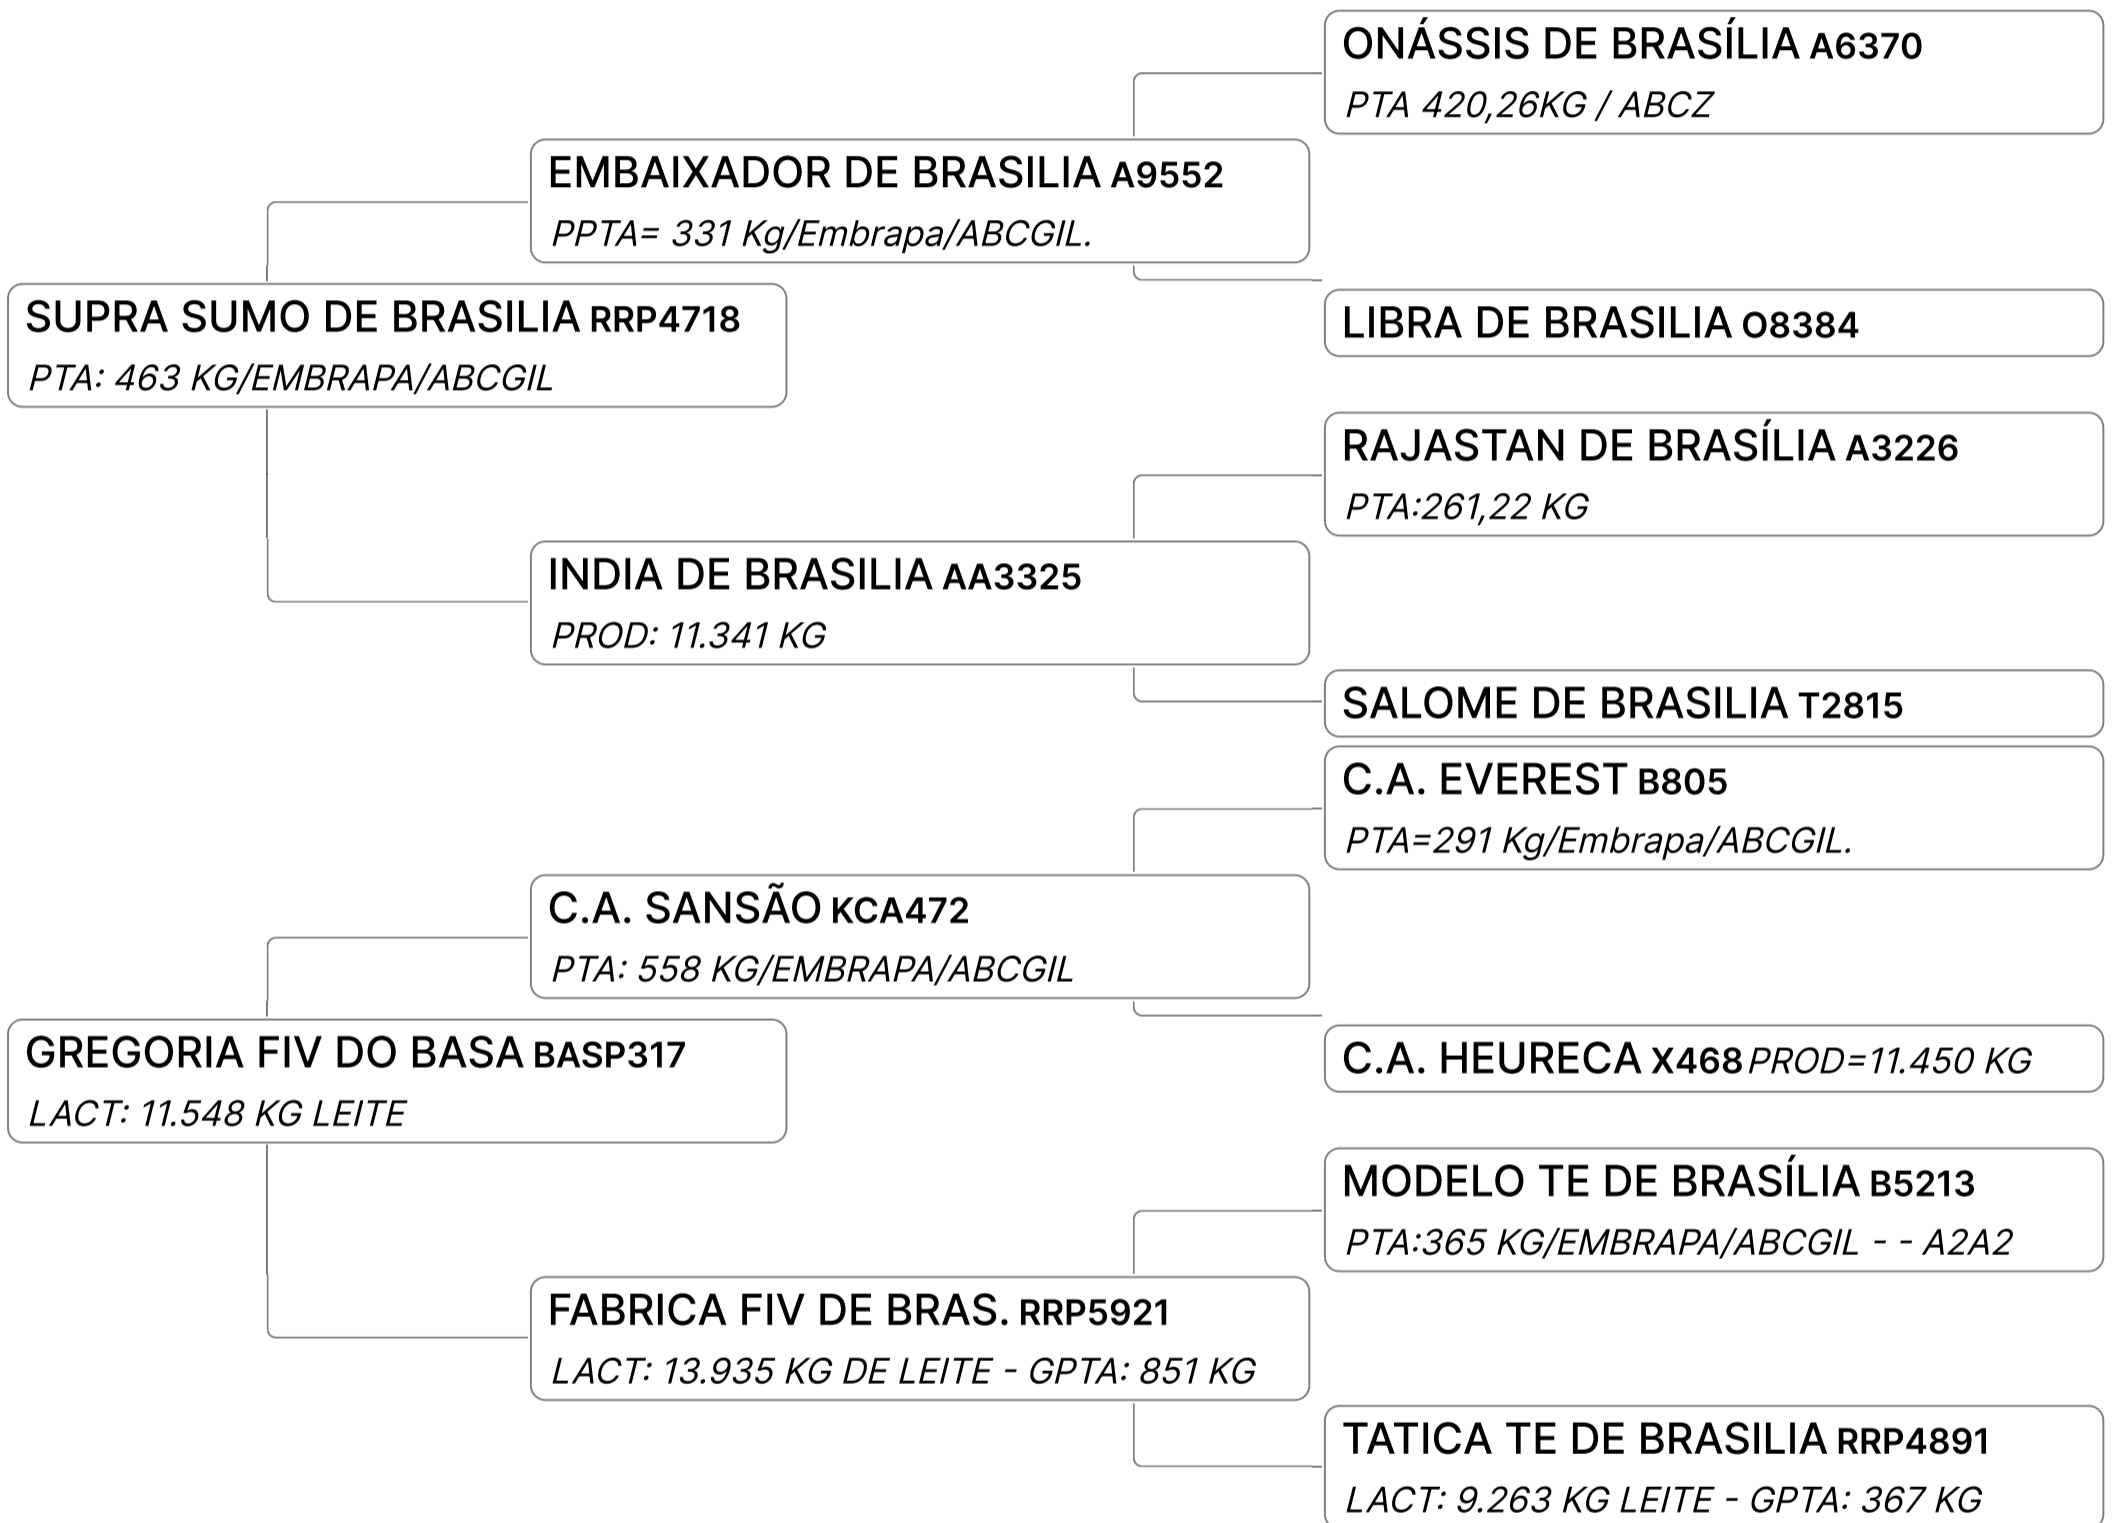 ONÁSSIS DE BRASÍLIA A6370
PTA 420,26KG / ABCZ
EMBAIXADOR DE BRASILIA A9552
PPTA= 331 Kg/Embrapa/ABCGIL.
SUPRA SUMO DE BRASILIA RRP4718
PTA: 463 KG/EMBRAPA/ABCGIL
LIBRA DE BRASILIA O8384
RAJASTAN DE BRASÍLIA A3226
PTA:261,22 KG
INDIA DE BRASILIA AA3325
PROD: 11.341 KG
SALOME DE BRASILIA T2815
C.A. EVEREST B805
PTA=291 Kg/Embrapa/ABCGIL.
C.A. SANSÃO KCA472
PTA: 558 KG/EMBRAPA/ABCGIL
GREGORIA FIV DO BASA BASP317
LACT: 11.548 KG LEITE
C.A. HEURECA X468 PROD=11.450 KG
MODELO TE DE BRASÍLIA B5213
PTA:365 KG/EMBRAPA/ABCGIL - - A2A2
FABRICA FIV DE BRAS. RRP5921
LACT: 13.935 KG DE LEITE - GPTA: 851 KG
TATICA TE DE BRASILIA RRP4891
LACT: 9.263 KG LEITE - GPTA: 367 KG